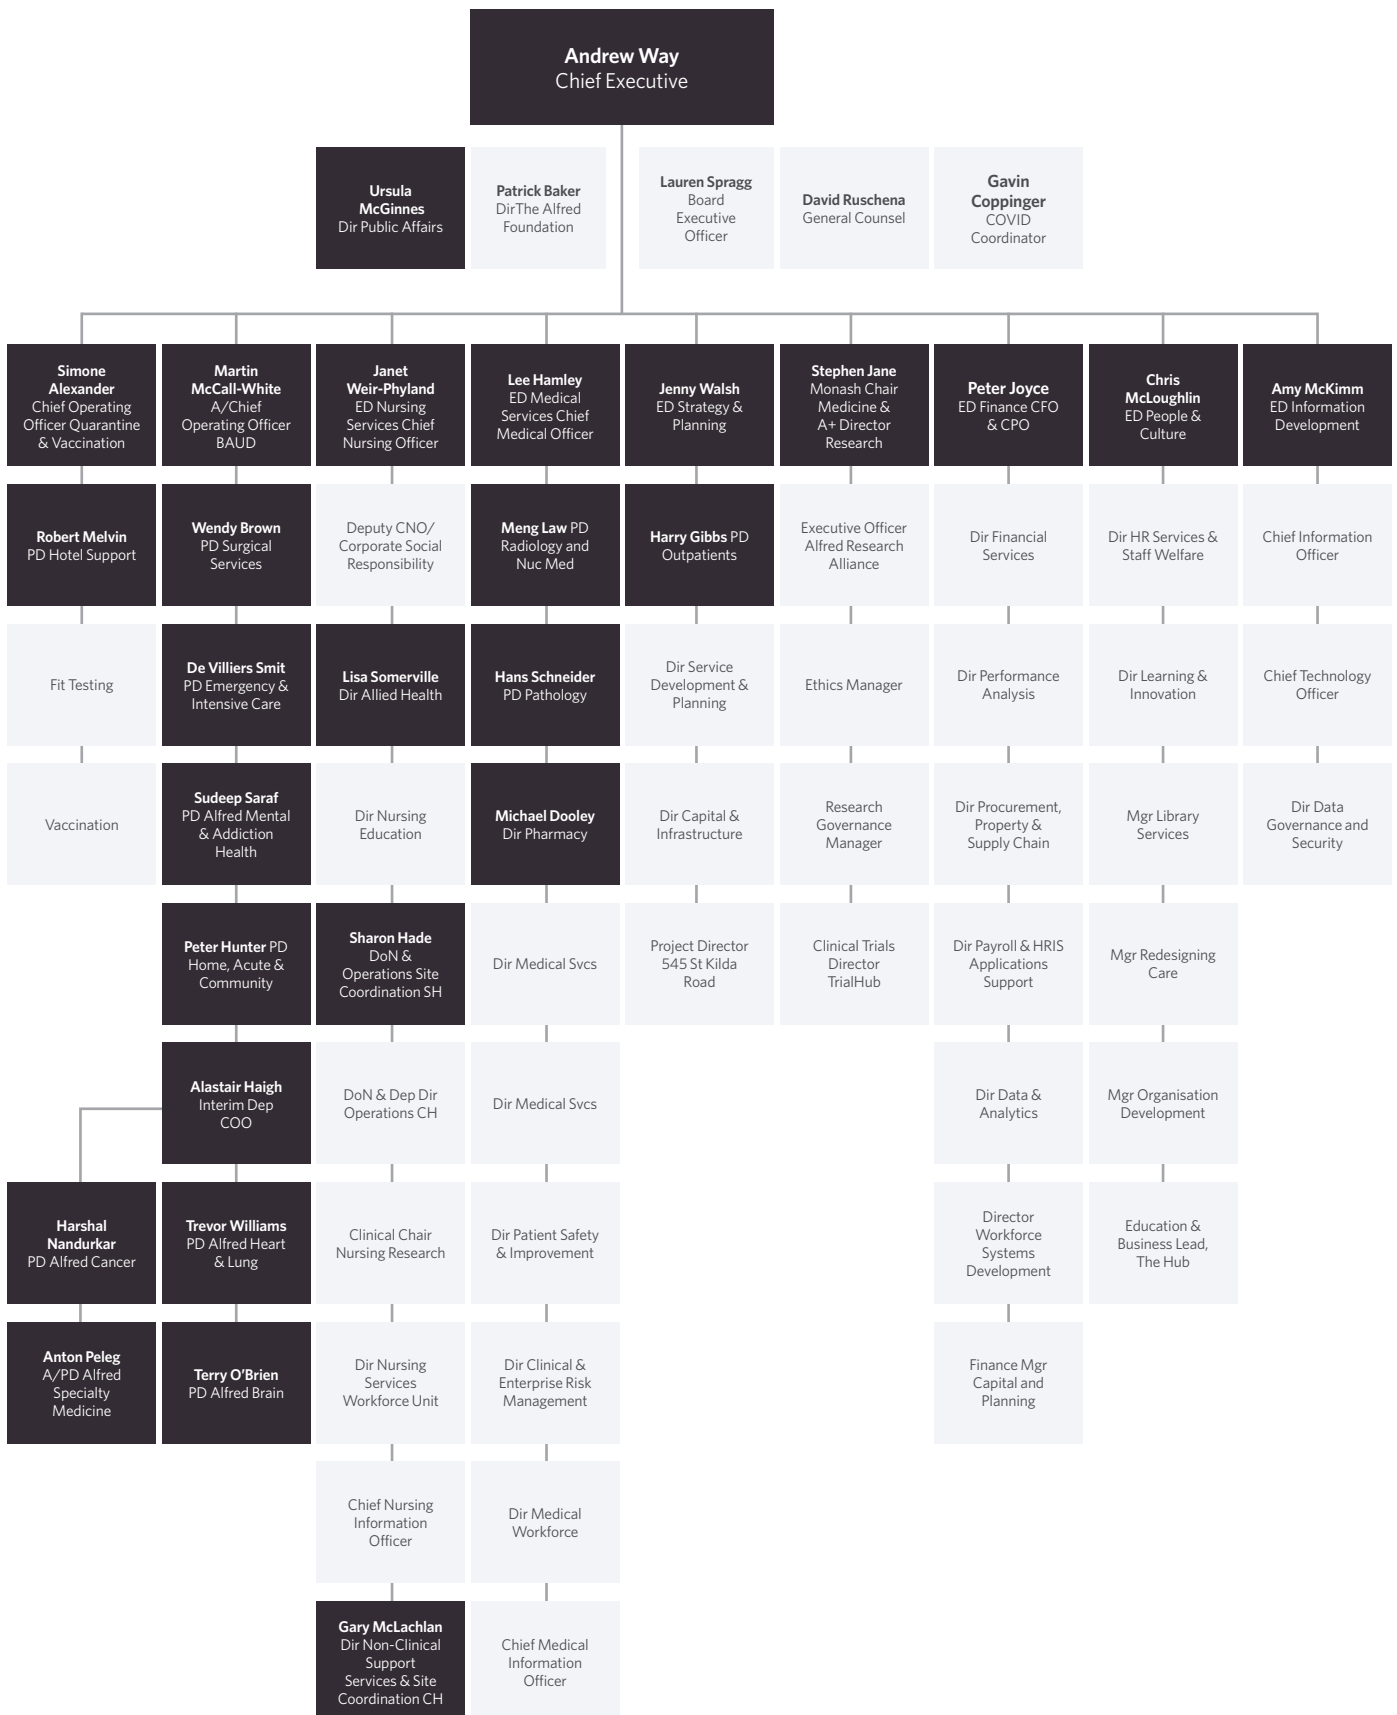 Andrew Way
Chief Executive
Ursula
McGinnes
Dir Public Affairs
Patrick Baker
DirThe Alfred
Foundation
Lauren Spragg
Board
Executive
Officer
David Ruschena
General Counsel
Gavin
Coppinger
COVID
Coordinator
Simone
Alexander
Chief Operating
Officer Quarantine
& Vaccination
Martin
McCall-White
A/Chief
Operating Officer
BAUD
Janet
Weir-Phyland
ED Nursing
Services Chief
Nursing Officer
Lee Hamley
ED Medical
Services Chief
Medical Officer
Jenny Walsh
ED Strategy &
Planning
Stephen Jane
Monash Chair
Medicine &
A+ Director
Research
Peter Joyce
ED Finance CFO
& CPO
Chris
McLoughlin
ED People &
Culture
Amy McKimm
ED Information
Development
Robert Melvin
PD Hotel Support
Wendy Brown
PD Surgical
Services
Deputy CNO/
Corporate Social
Responsibility
Meng Law PD
Radiology and
Nuc Med
Harry Gibbs PD
Outpatients
Executive Officer
Alfred Research
Alliance
Dir Financial
Services
Dir HR Services &
Staff Welfare
Chief Information
Officer
Fit Testing
De Villiers Smit
PD Emergency &
Intensive Care
Lisa Somerville
Dir Allied Health
Hans Schneider
PD Pathology
Dir Service
Development &
Planning
Ethics Manager
Dir Performance
Analysis
Dir Learning &
Innovation
Chief Technology
Officer
Vaccination
Sudeep Saraf
PD Alfred Mental
& Addiction
Health
Dir Nursing
Education
Michael Dooley
Dir Pharmacy
Dir Capital &
Infrastructure
Research
Governance
Manager
Dir Procurement,
Property &
Supply Chain
Mgr Library
Services
Dir Data
Governance and
Security
Peter Hunter PD
Home, Acute &
Community
Sharon Hade
DoN &
Operations Site
Coordination SH
Dir Medical Svcs
Project Director
545 St Kilda
Road
Clinical Trials
Director
TrialHub
Dir Payroll & HRIS
Applications
Support
Mgr Redesigning
Care
Alastair Haigh
Interim Dep
COO
DoN & Dep Dir
Operations CH
Dir Medical Svcs
Dir Data &
Analytics
Mgr Organisation
Development
Harshal
Nandurkar
PD Alfred Cancer
Trevor Williams
PD Alfred Heart
& Lung
Clinical Chair
Nursing Research
Dir Patient Safety
& Improvement
Director
Workforce
Systems
Development
Education &
Business Lead,
The Hub
Anton Peleg
A/PD Alfred
Specialty
Medicine
Terry O'Brien
PD Alfred Brain
Dir Nursing
Services
Workforce Unit
Dir Clinical &
Enterprise Risk
Management
Finance Mgr
Capital and
Planning
Chief Nursing
Information
Officer
Dir Medical
Workforce
Gary McLachlan
Dir Non-Clinical
Support
Services & Site
Coordination CH
Chief Medical
Information
Officer